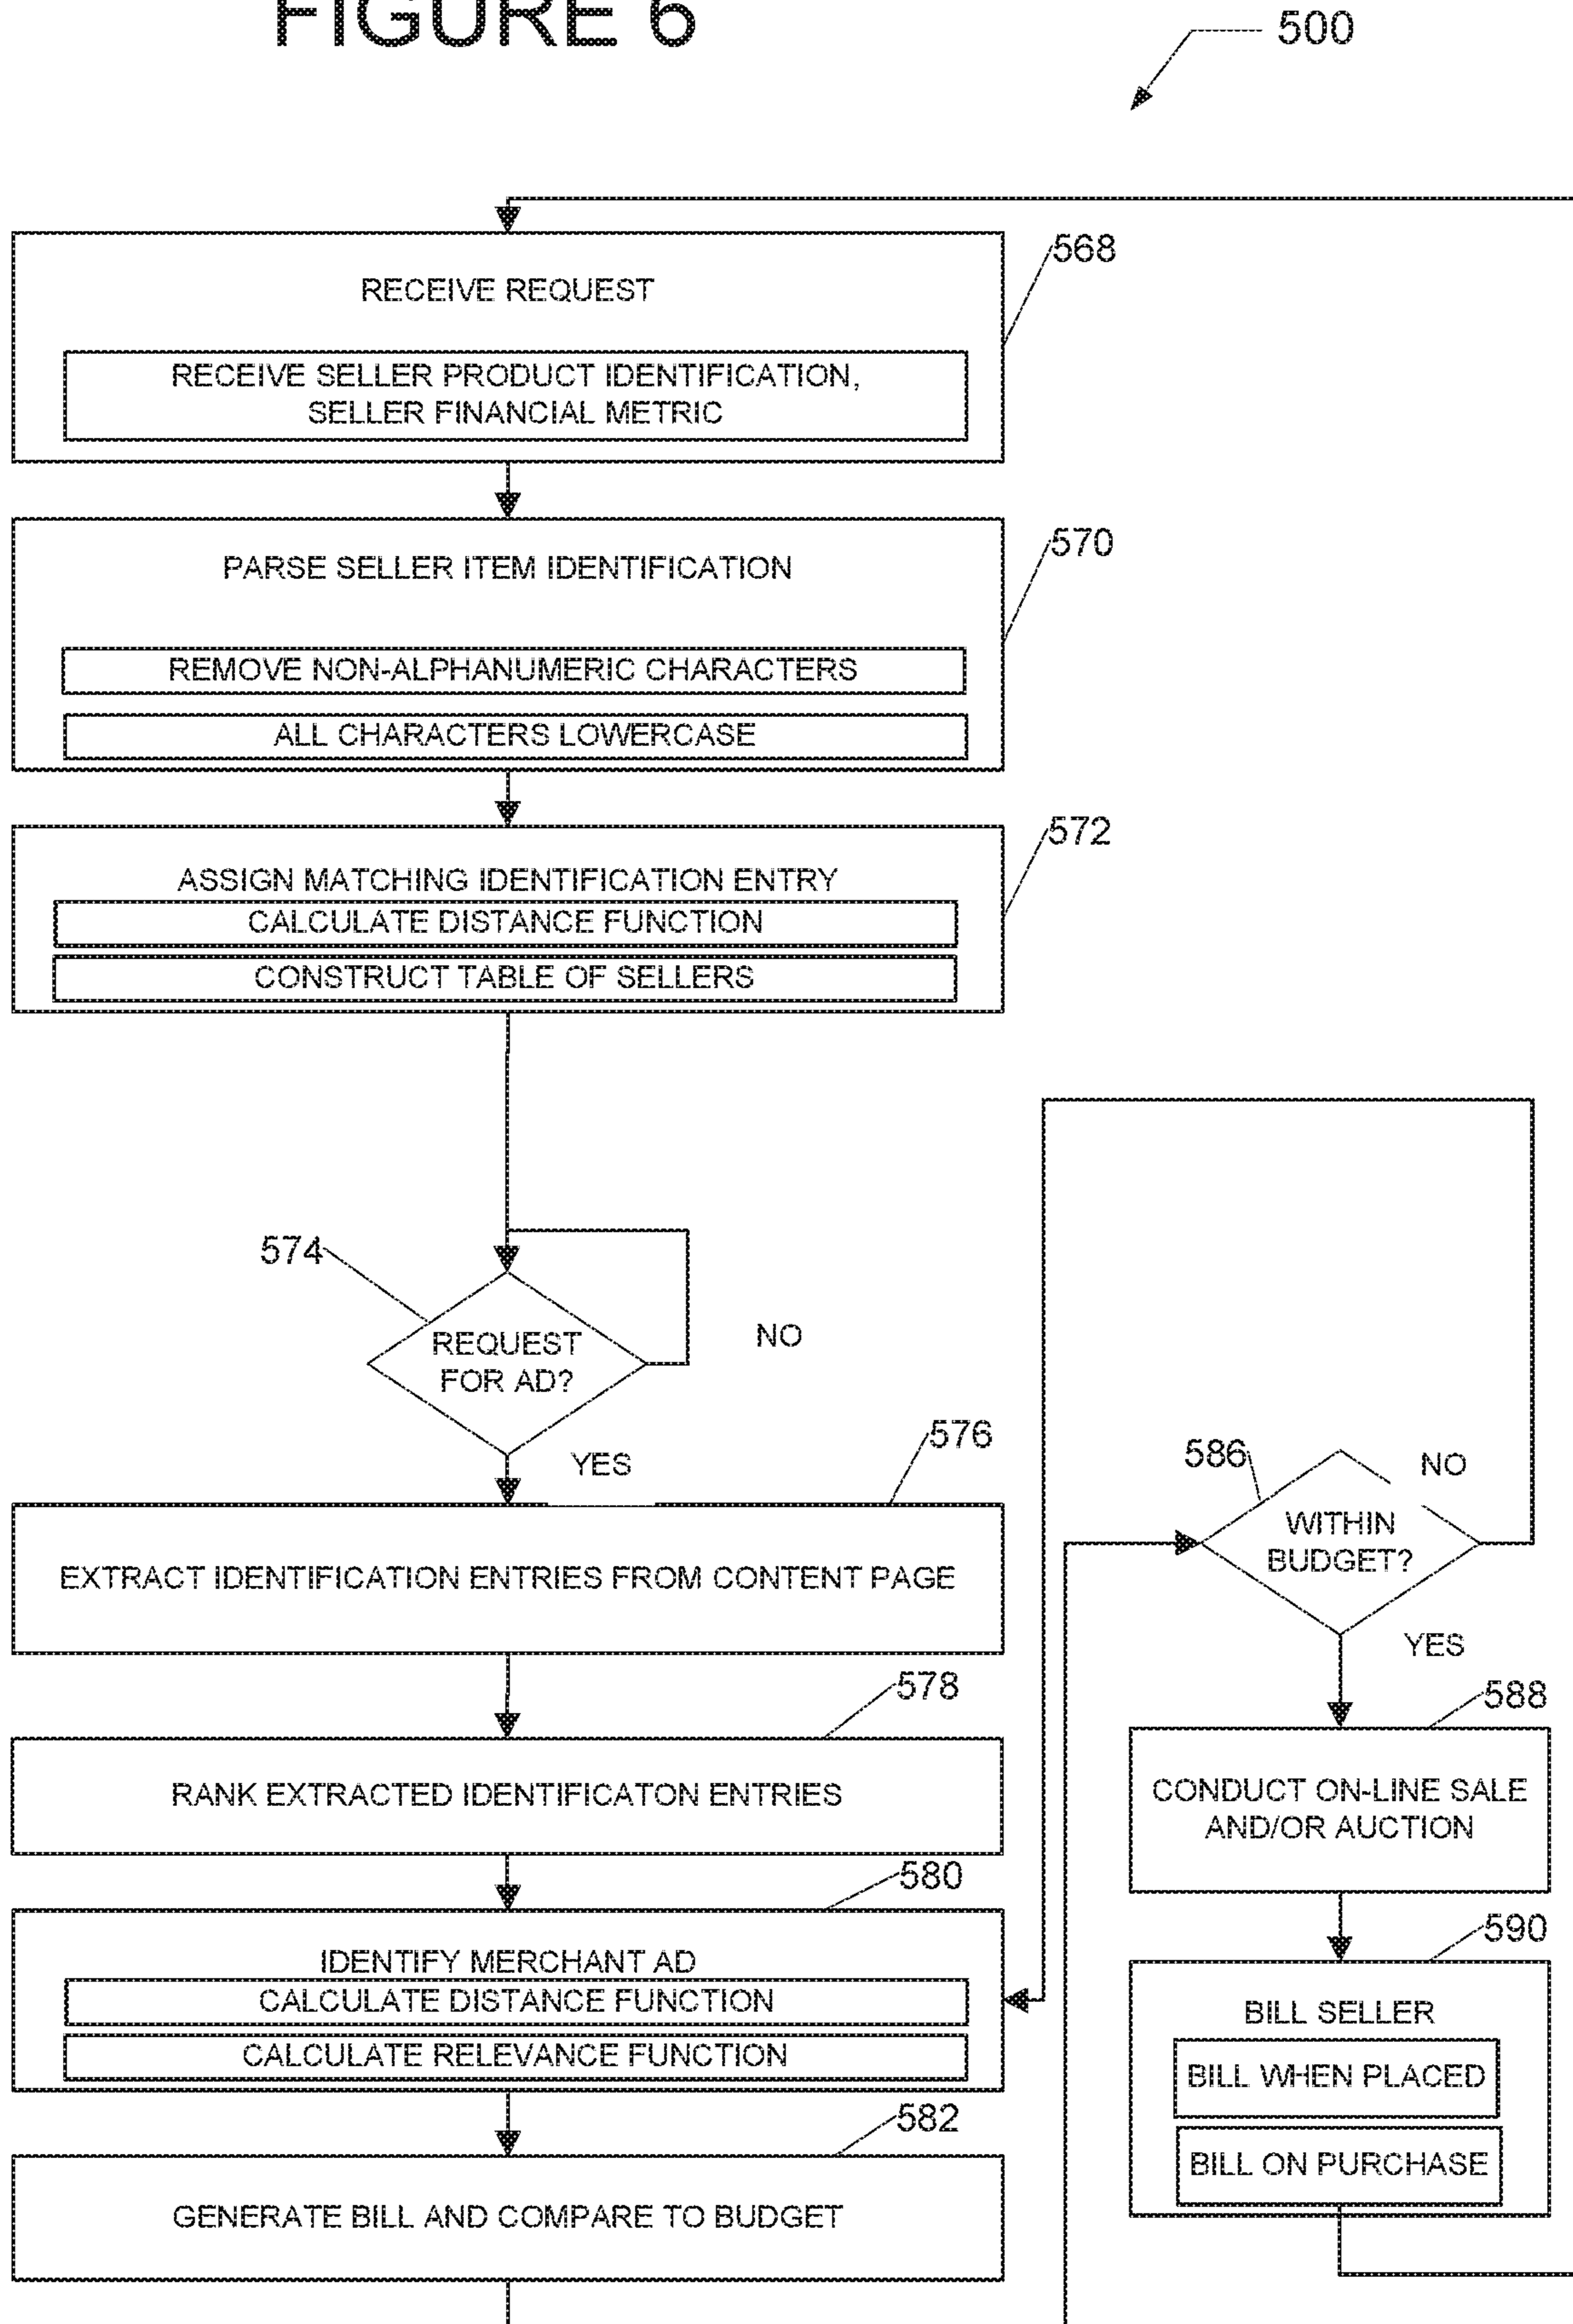 FIGURE 6
500
568
RECEIVE REQUEST
RECEIVE SELLER PRODUCT IDENTIFICATION,
SELLER FINANCIAL METRIC
570
PARSE SELLER ITEM IDENTIFICATION
REMOVE NON-ALPHANUMERIC CHARACTERS
ALL CHARACTERS LOWERCASE
572
ASSIGN MATCHING IDENTIFICATION ENTRY
CALCULATE DISTANCE FUNCTION
CONSTRUCT TABLE OF SELLERS
574
REQUEST
FOR AD?
NO
YES
576
EXTRACT IDENTIFICATION ENTRIES FROM CONTENT PAGE
578
RANK EXTRACTED IDENTIFICATON ENTRIES
580
IDENTIFY MERCHANT AD
CALCULATE DISTANCE FUNCTION
CALCULATE RELEVANCE FUNCTION
582
GENERATE BILL AND COMPARE TO BUDGET
586
NO
WITHIN
BUDGET?
YES
588
CONDUCT ON-LINE SALE
AND/OR AUCTION
590
BILL SELLER
BILL WHEN PLACED
BILL ON PURCHASE